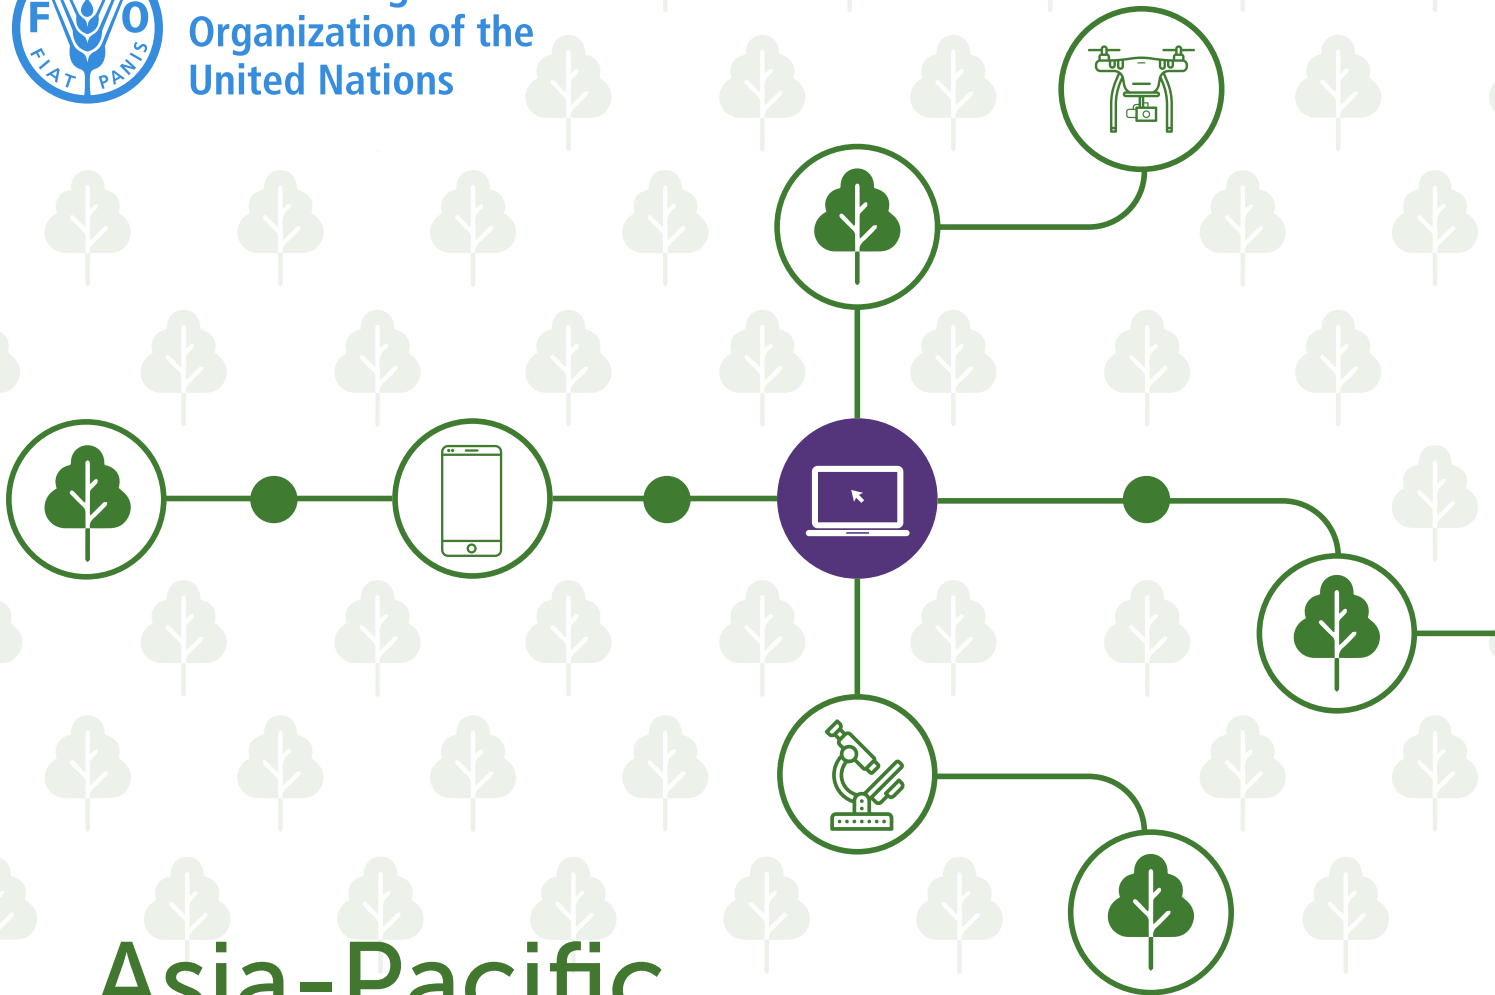 F O
FIAT PANIS
Organization of the
United Nations
Asia-Pacific